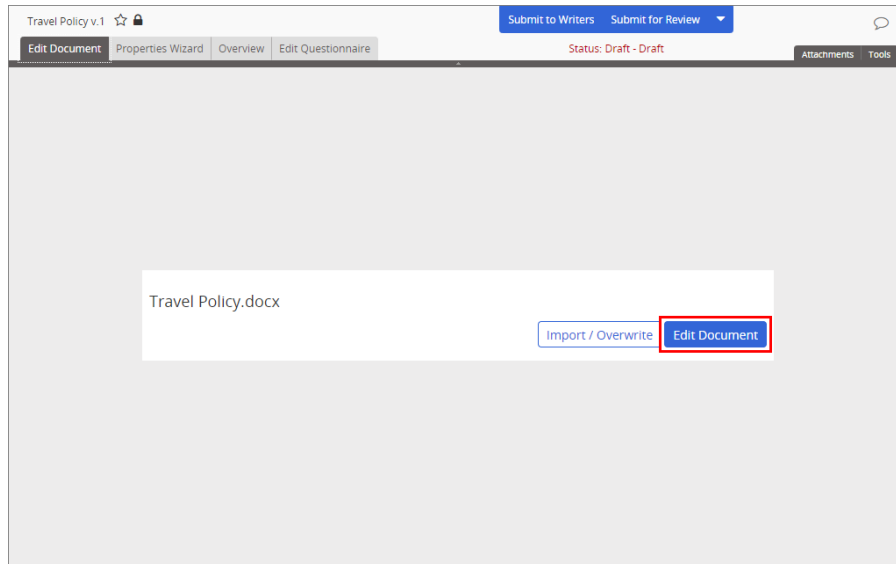 Travel Policy v.1
Submit to Writers Submit for Review
Edit Document Properties Wizard Overview Edit Questionnaire
Status: Draft - Draft
Attachments Tools
Travel Policy.docx
Import / Overwrite Edit Document